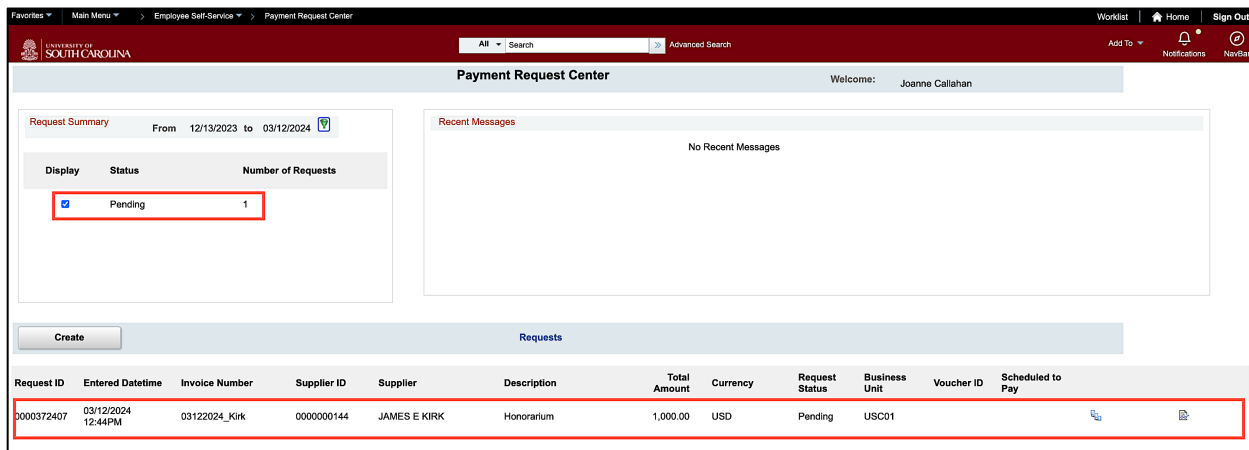 Favorites Main Menu > Employee Self-Service > Payment Request Center Worklist Home Sign Out
UNIVERSITY OF
SOUTH CAROLINA
All Search >> Advanced Search Add To Notifications NavBar
Payment Request Center Welcome: Joanne Callahan
Request Summary From 12/13/2023 to 03/12/2024
Display Status Number of Requests
Pending 1
Recent Messages
No Recent Messages
Create Requests
Request ID Entered Datetime Invoice Number Supplier ID Supplier Description Total Amount Currency Request Status Business Unit Voucher ID Scheduled to Pay
0000372407 03/12/2024 12:44PM 03122024_Kirk 0000000144 JAMES E KIRK Honorarium 1,000.00 USD Pending USC01